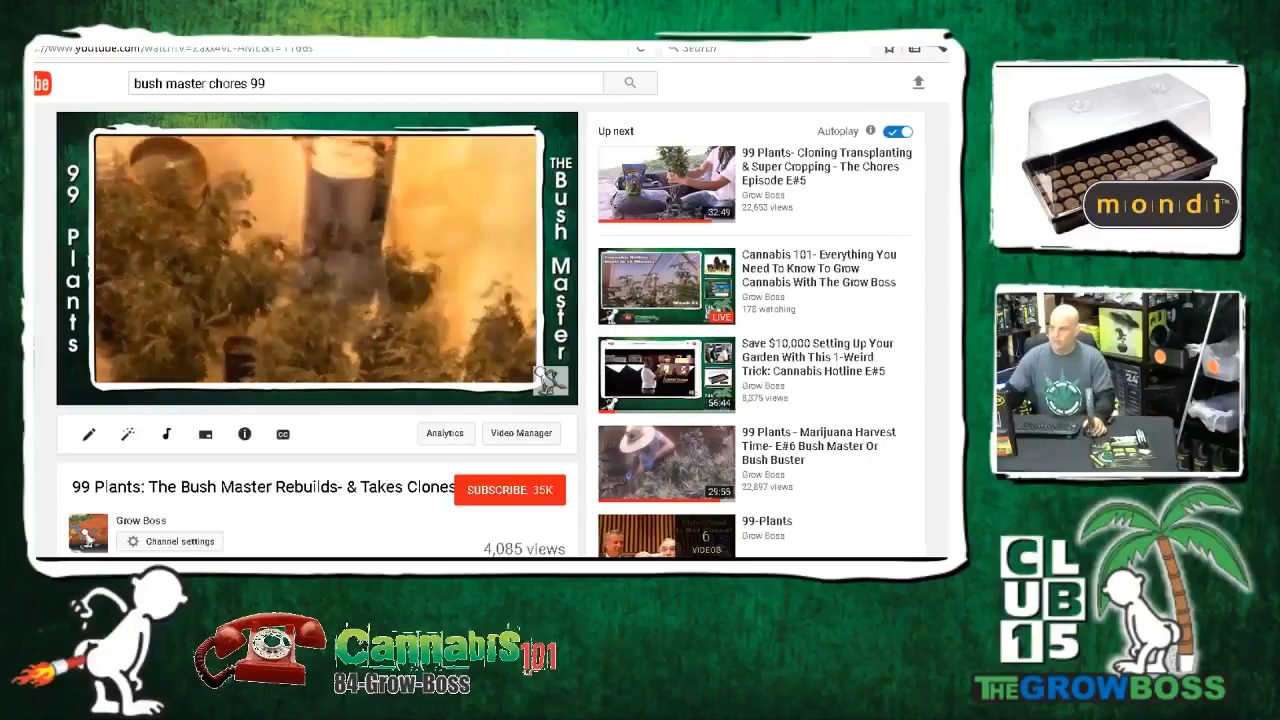 Search
be
bush master chores 99
99 Plants
THE Bush Master
Up next
Autoplay
99 Plants- Cloning Transplanting
& Super Cropping - The Chores
Episode E#5
Grow Boss
22,653 views
32:49
Cannabis 101- Everything You
Need To Know To Grow
Cannabis With The Grow Boss
Grow Boss
178 watching
LIVE
Save $10,000 Setting Up Your
Garden With This 1-Weird
Trick: Cannabis Hotline E#5
Grow Boss
8,375 views
56:44
99 Plants - Marijuana Harvest
Time- E#6 Bush Master Or
Bush Buster
Grow Boss
22,897 views
29:55
99-Plants
Grow Boss
6
VIDEOS
CC
Analytics
Video Manager
99 Plants: The Bush Master Rebuilds- & Takes Clones
SUBSCRIBE 35K
Grow Boss
Channel settings
4,085 views
mondi™
24"
Cannabis 101
84-Grow-Boss
CLUB
15
THEGROWBOSS